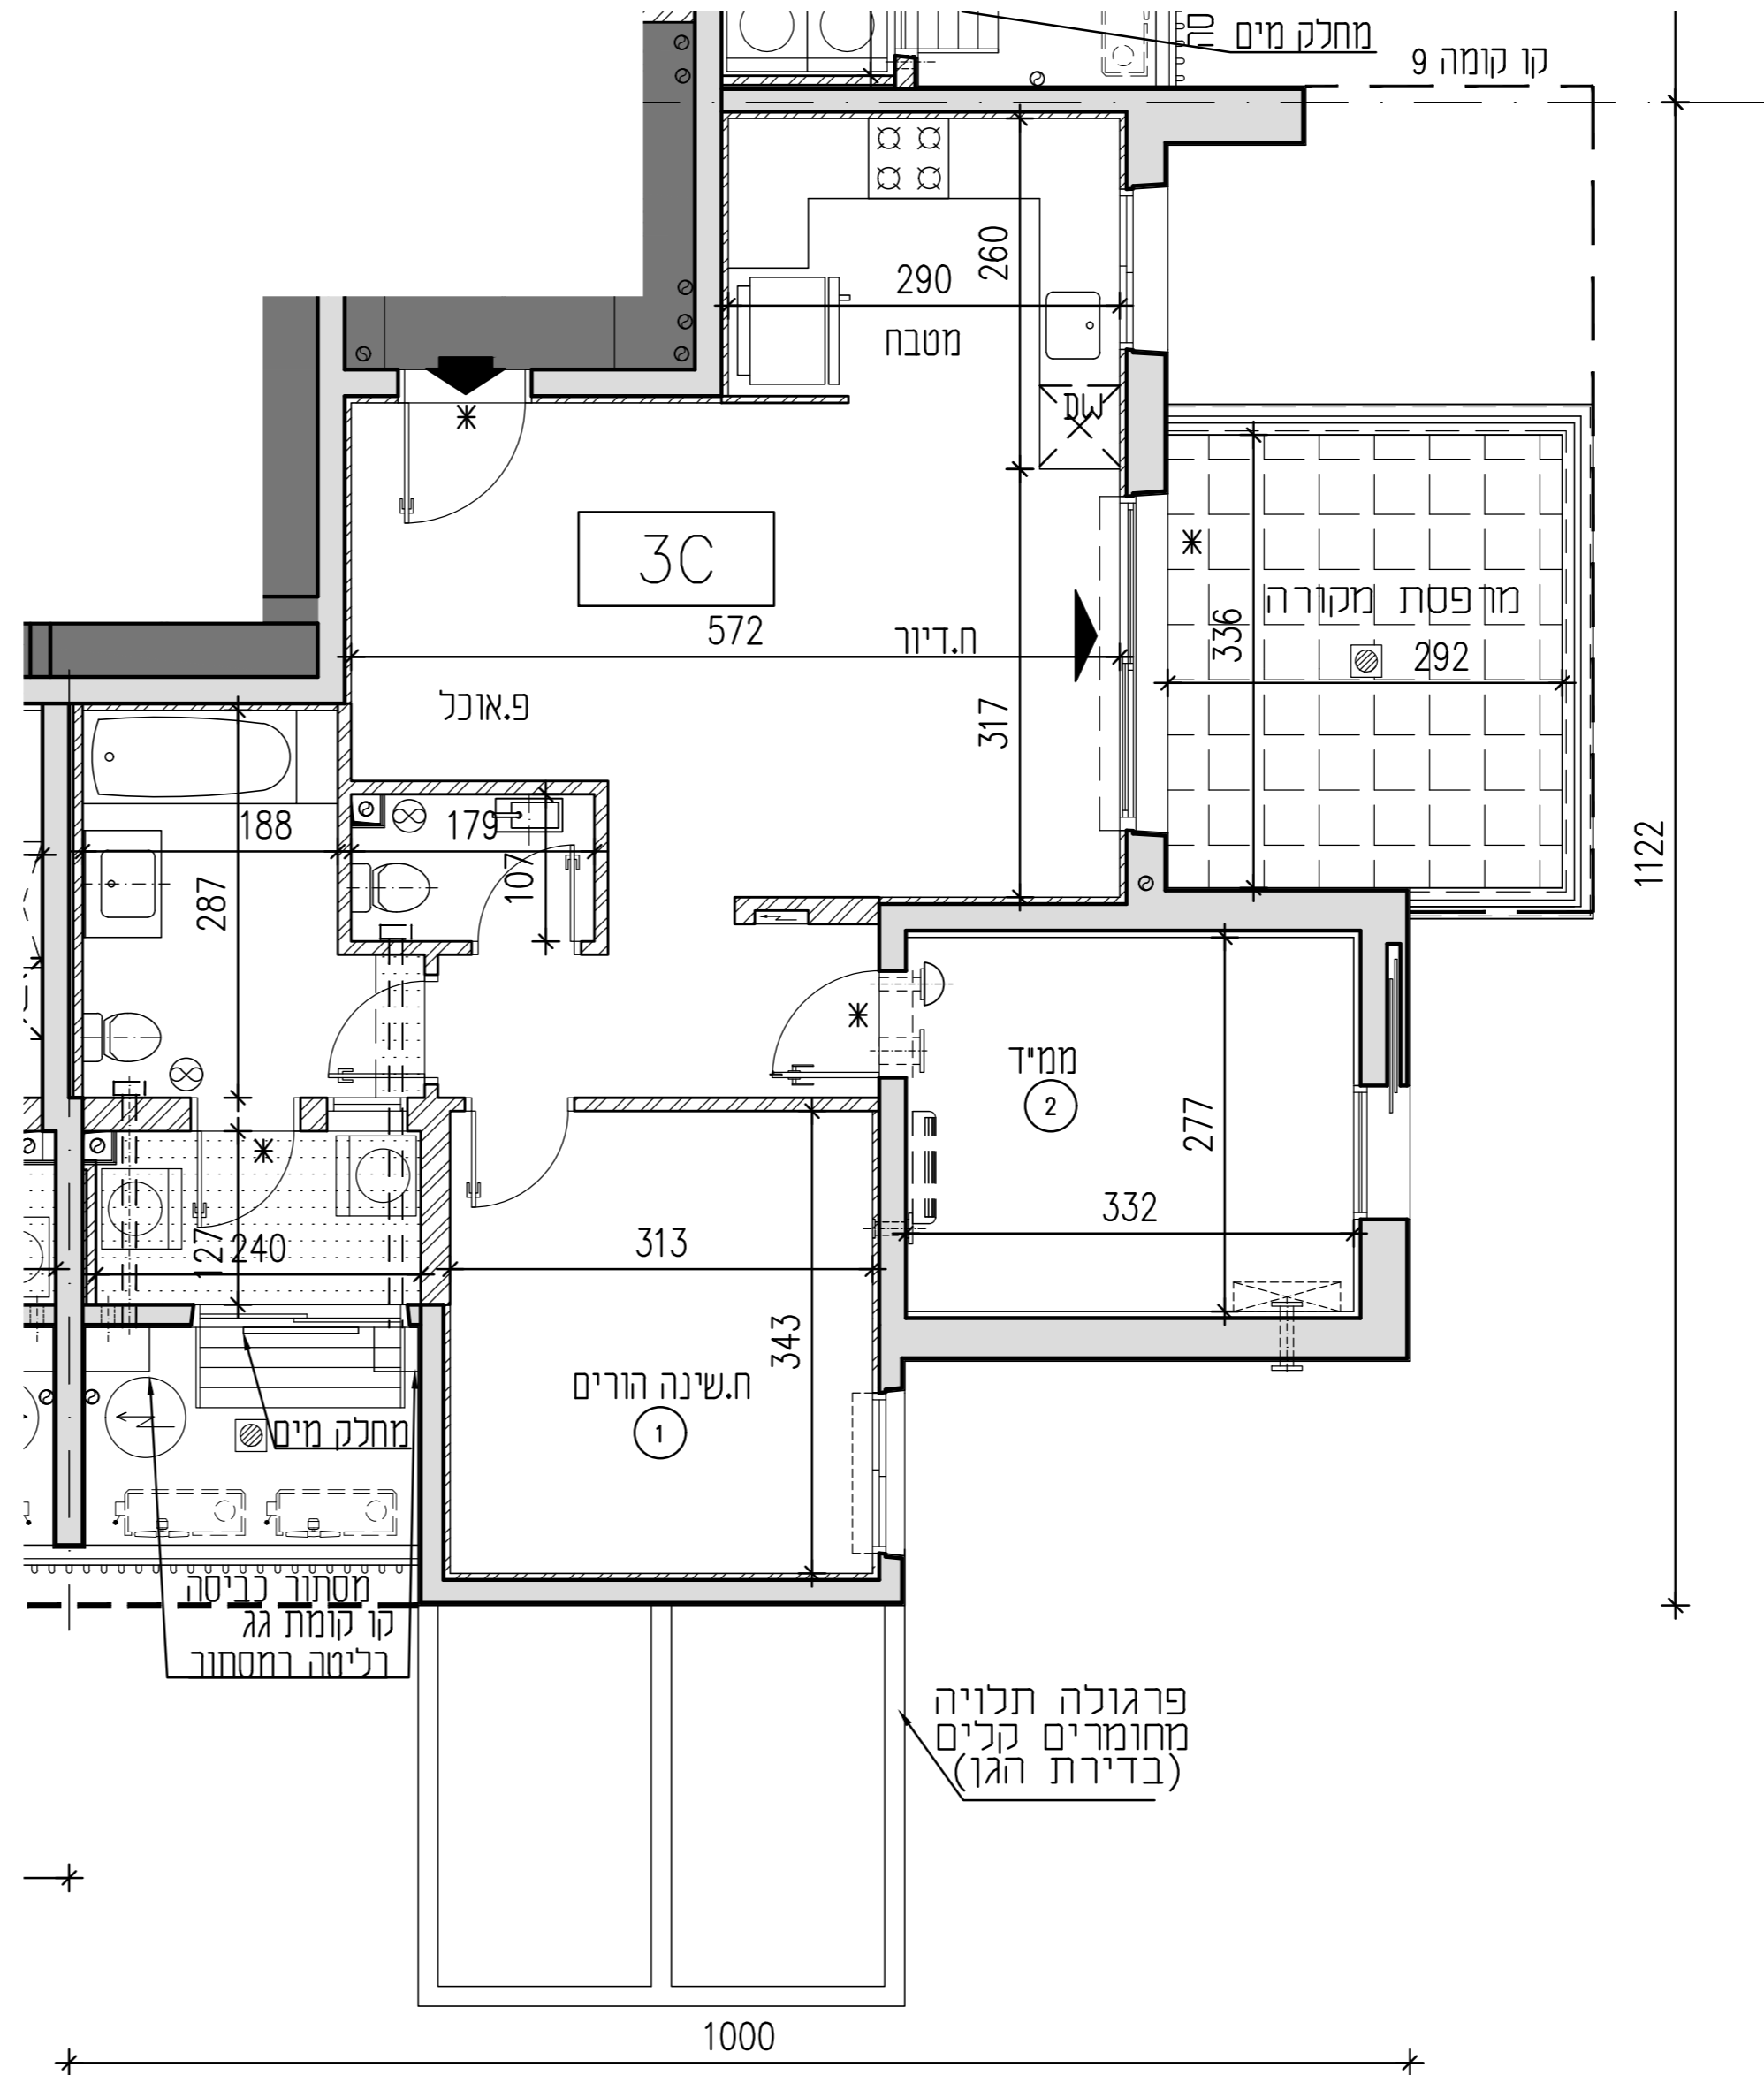 מחלק מים
קו קומה 9
260
290
מטבח
DW
3C
572
ח.דיור
מרפסת מקורה
336
292
פ.אוכל
317
188
179
107
287
1122
ממ"ד
2
277
332
127
240
313
343
ח.שינה הורים
1
מחלק מים
מסתור כביסה
קו קומת גג
בליטה במסתור
פרגולה תלויה
מחומרים קלים
(בדירת הגן)
1000